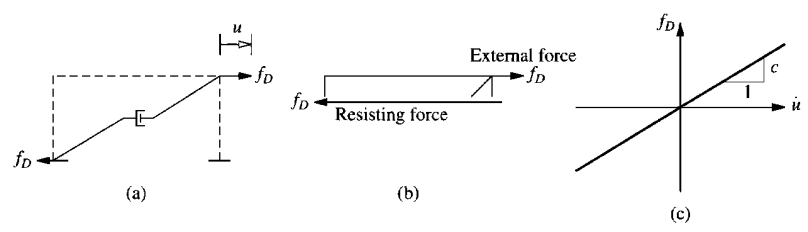 u
f_D
f_D
(a)
External force
f_D
f_D
Resisting force
(b)
f_D
c
1
u̇
(c)